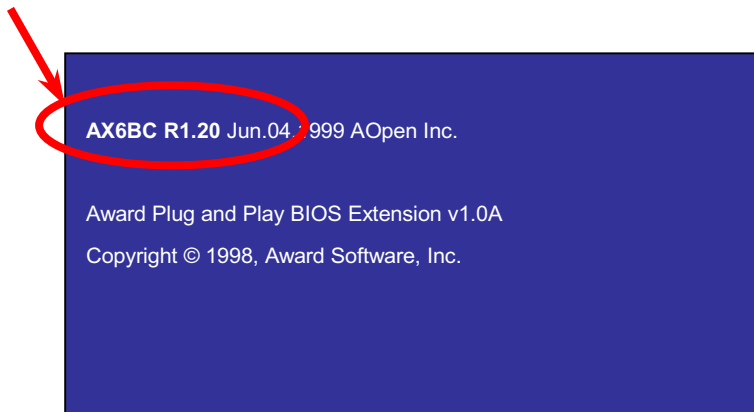 AX6BC R1.20 Jun.04.1999 AOpen Inc.
Award Plug and Play BIOS Extension v1.0A
Copyright © 1998, Award Software, Inc.